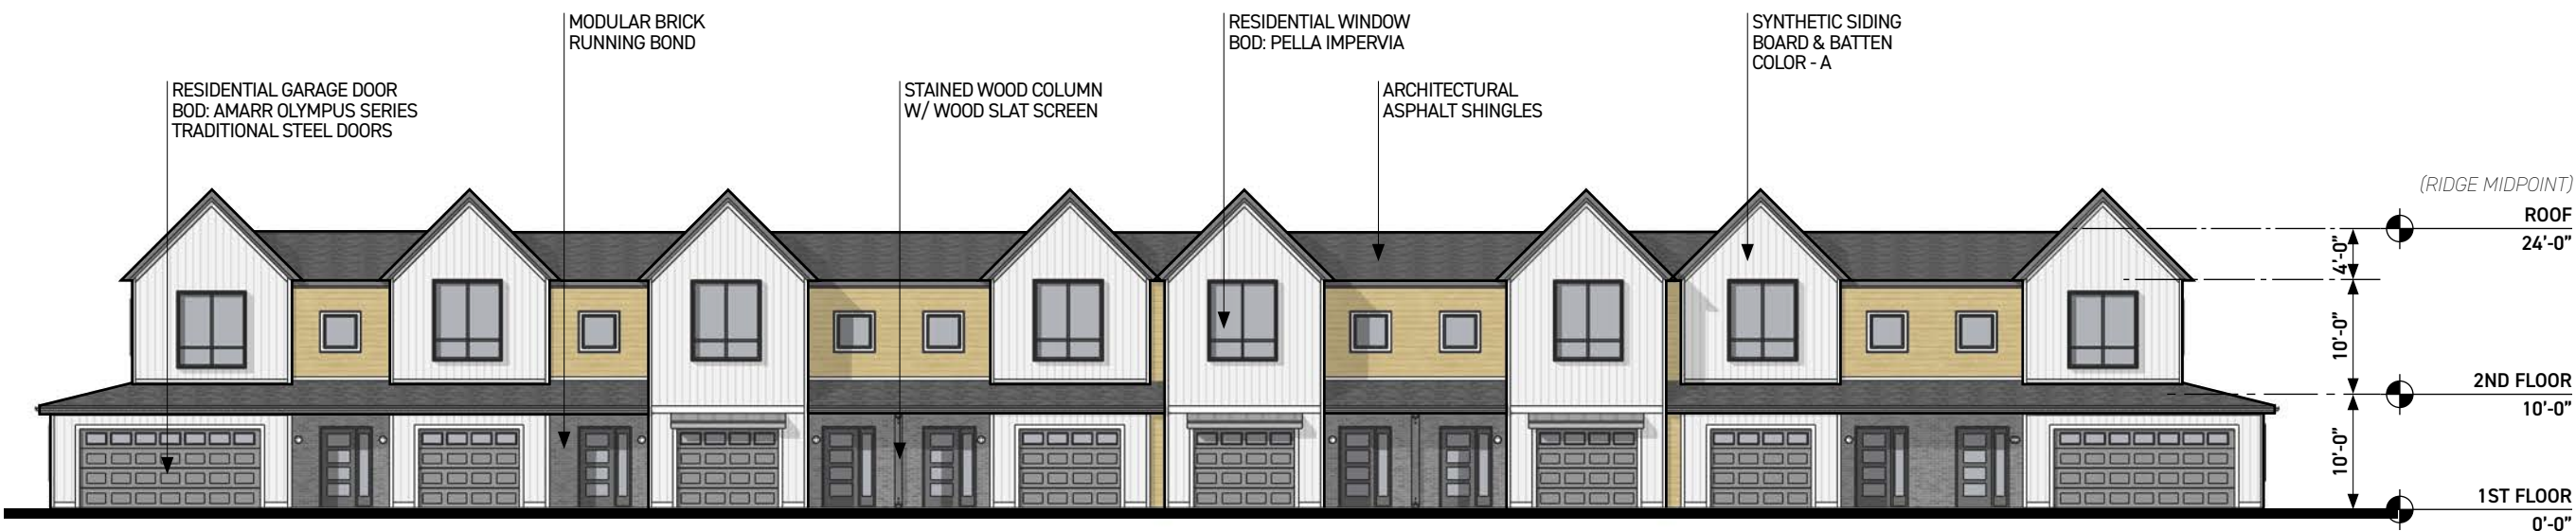 MODULAR BRICK
RUNNING BOND
RESIDENTIAL WINDOW
BOD: PELLA IMPERVIA
SYNTHETIC SIDING
BOARD & BATTEN
COLOR - A
RESIDENTIAL GARAGE DOOR
BOD: AMARR OLYMPUS SERIES
TRADITIONAL STEEL DOORS
STAINED WOOD COLUMN
W/ WOOD SLAT SCREEN
ARCHITECTURAL
ASPHALT SHINGLES
(RIDGE MIDPOINT)
ROOF
24'-0"
4'-0"
10'-0"
2ND FLOOR
10'-0"
10'-0"
1ST FLOOR
0'-0"